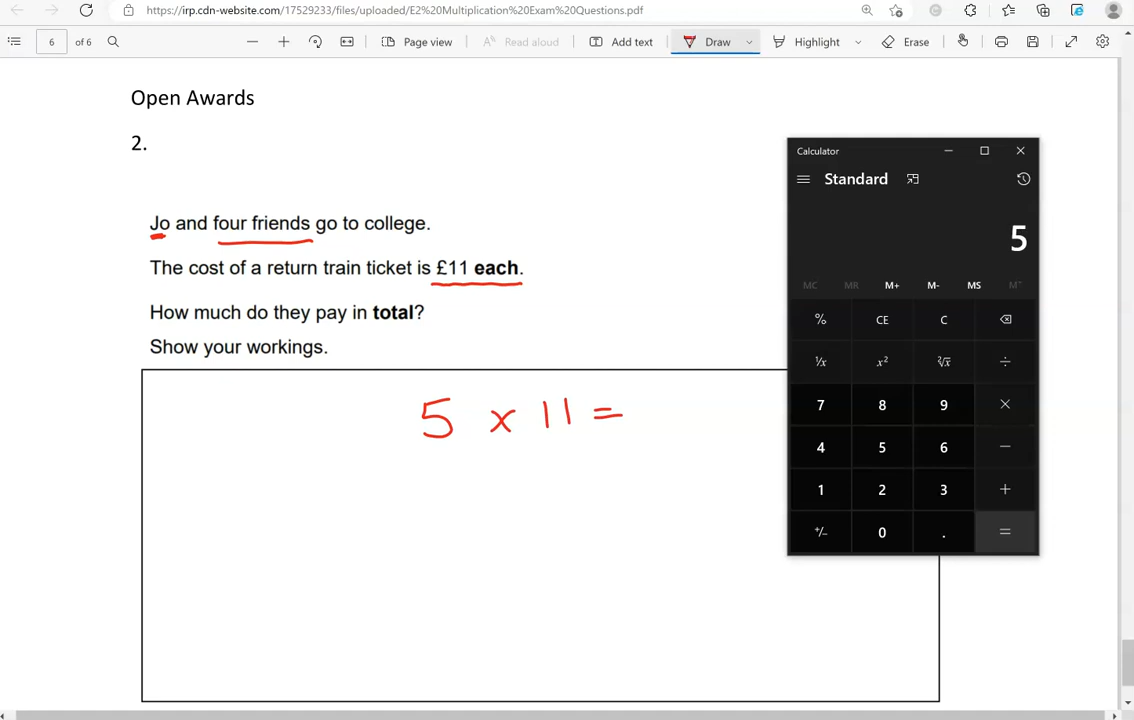 https://irp.cdn-website.com/17529233/files/uploaded/E2%20Multiplication%20Exam%20Questions.pdf
6 of 6 Page view Read aloud Add text Draw Highlight Erase
Open Awards
2.
Jo and four friends go to college.
The cost of a return train ticket is £11 each.
How much do they pay in total?
Show your workings.
5 x 11 =
Calculator
Standard
5
MC MR M+ M- MS
% CE C
¹/x x² ²√x ÷
7 8 9 ×
4 5 6 −
1 2 3 +
+/− 0 . =